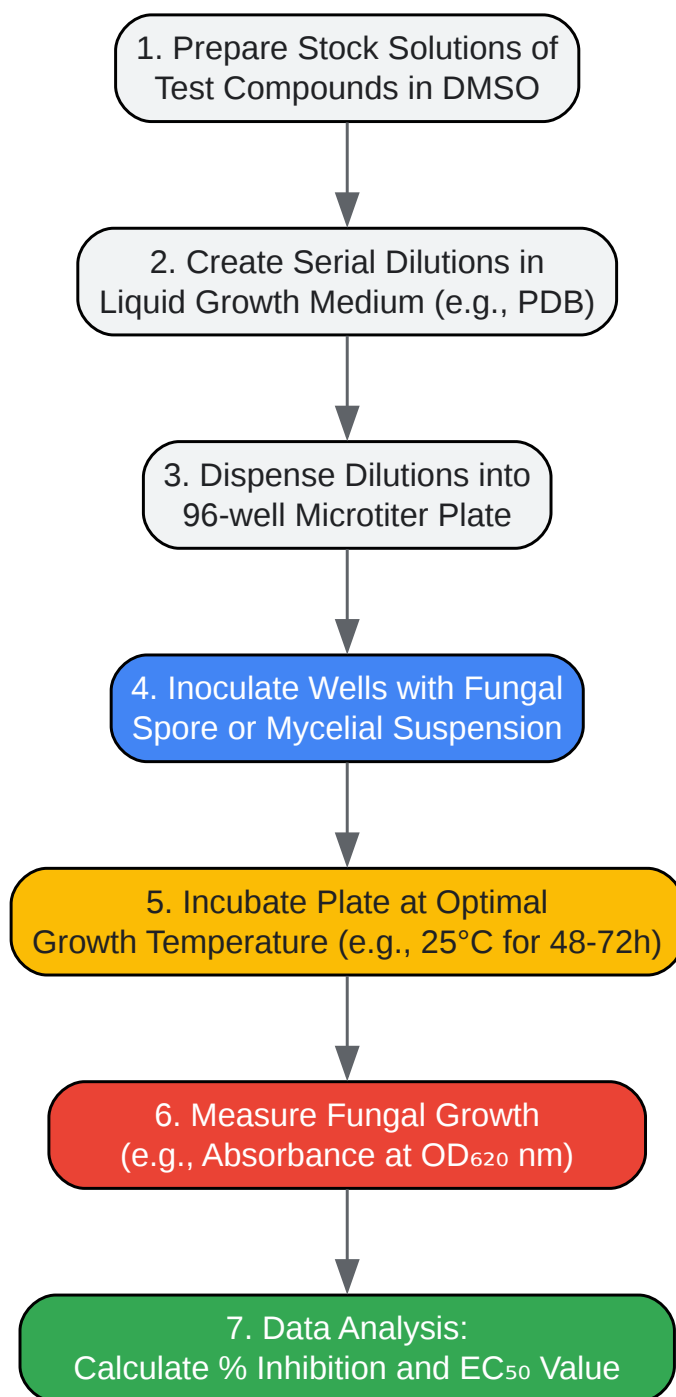 1. Prepare Stock Solutions of
Test Compounds in DMSO
2. Create Serial Dilutions in
Liquid Growth Medium (e.g., PDB)
3. Dispense Dilutions into
96-well Microtiter Plate
4. Inoculate Wells with Fungal
Spore or Mycelial Suspension
5. Incubate Plate at Optimal
Growth Temperature (e.g., 25°C for 48-72h)
6. Measure Fungal Growth
(e.g., Absorbance at OD₆₂₀ nm)
7. Data Analysis:
Calculate % Inhibition and EC₅₀ Value